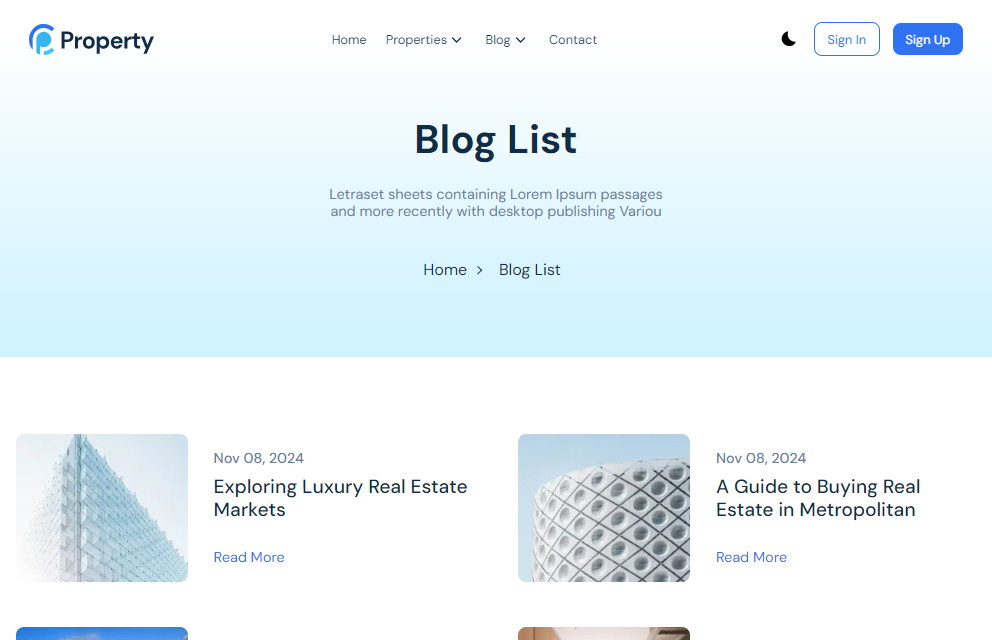 Property
Home
Properties
Blog
Contact
Sign In
Sign Up
Blog List
Letraset sheets containing Lorem Ipsum passages
and more recently with desktop publishing Variou
Home > Blog List
Nov 08, 2024
Exploring Luxury Real Estate
Markets
Read More
Nov 08, 2024
A Guide to Buying Real
Estate in Metropolitan
Read More